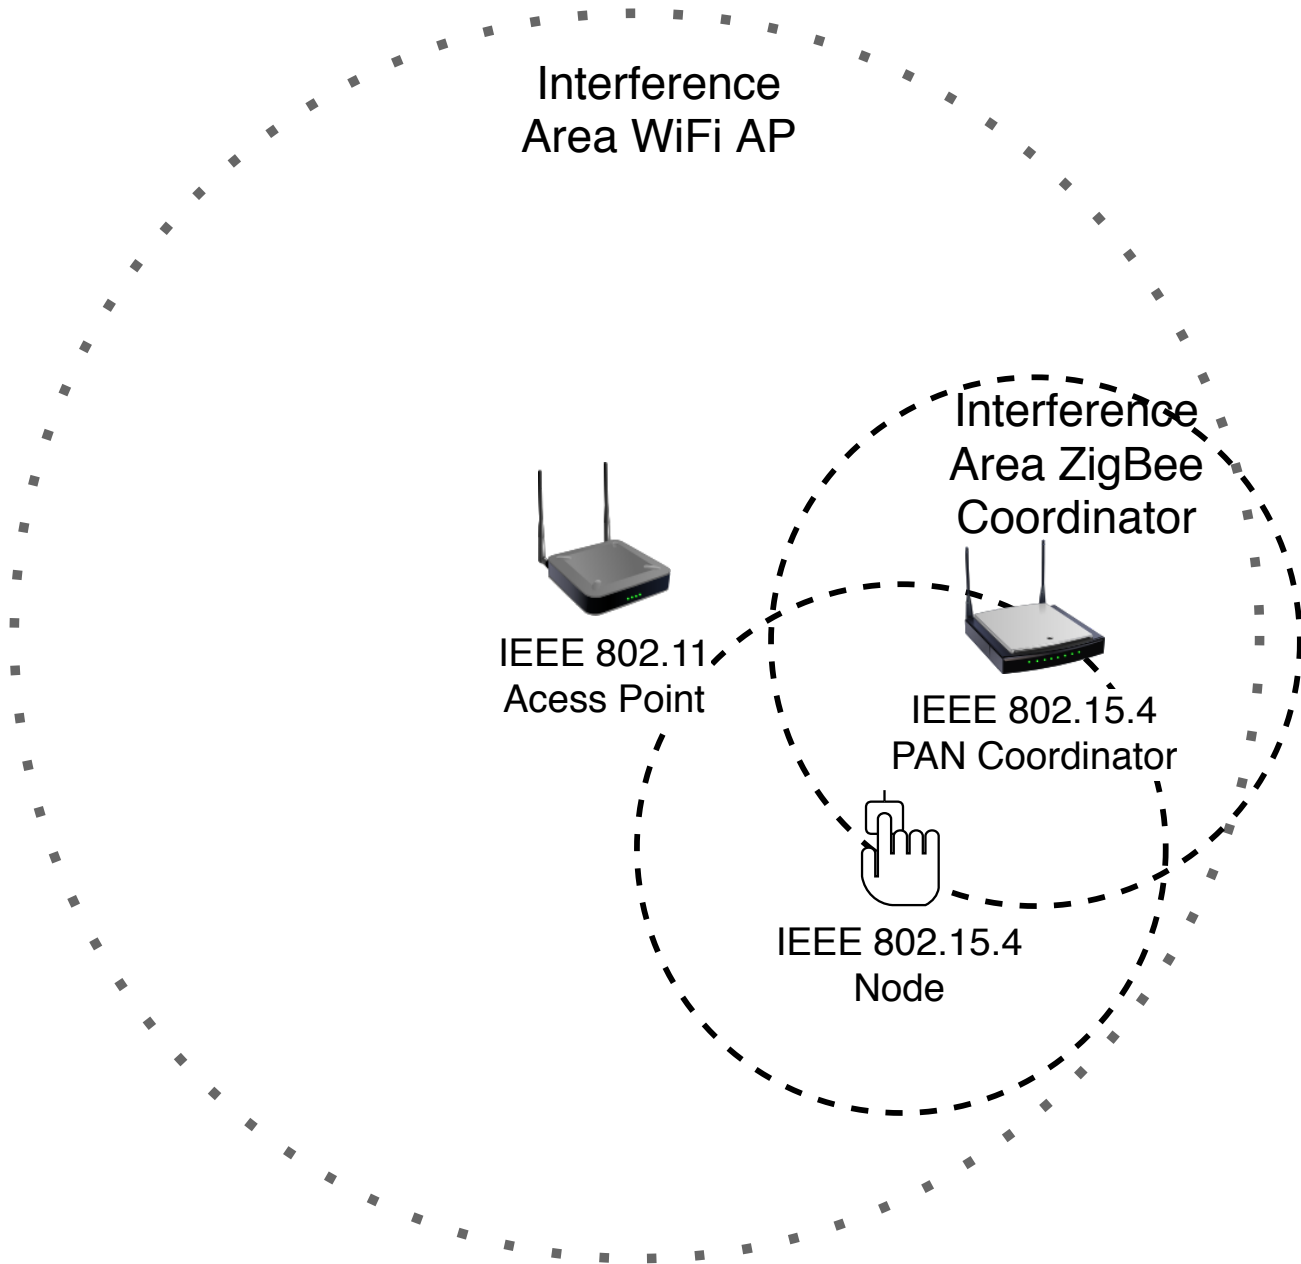 Interference
Area WiFi AP
Interference
Area ZigBee
Coordinator
IEEE 802.11
Acess Point
IEEE 802.15.4
PAN Coordinator
IEEE 802.15.4
Node